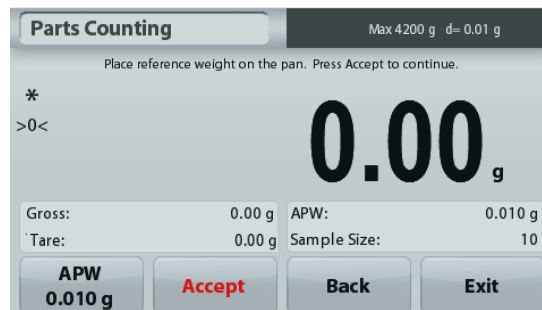 Parts Counting
Max 4200 g d= 0.01 g
Place reference weight on the pan. Press Accept to continue.
*
>0<
0.00 g
Gross: 0.00 g APW: 0.010 g
Tare: 0.00 g Sample Size: 10
APW
0.010 g
Accept
Back
Exit